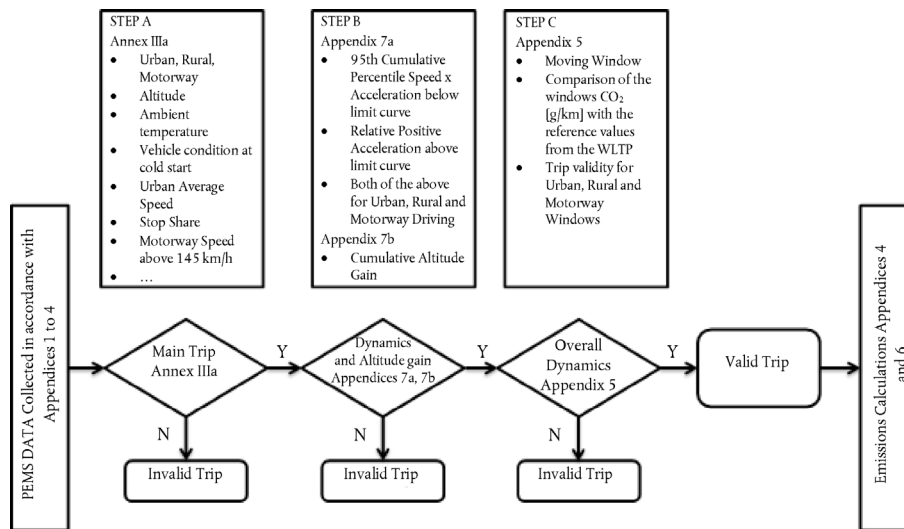 STEP A
Annex IIIa
• Urban, Rural,
Motorway
• Altitude
• Ambient
temperature
• Vehicle condition at
cold start
• Urban Average
Speed
• Stop Share
• Motorway Speed
above 145 km/h
• ...
STEP B
Appendix 7a
• 95th Cumulative
Percentile Speed x
Acceleration below
limit curve
• Relative Positive
Acceleration above
limit curve
• Both of the above
for Urban, Rural and
Motorway Driving
Appendix 7b
• Cumulative Altitude
Gain
STEP C
Appendix 5
• Moving Window
• Comparison of the
windows CO₂
[g/km] with the
reference values
from the WLTP
• Trip validity for
Urban, Rural and
Motorway
Windows
PEMS DATA Collected in accordance with
Appendices 1 to 4
Main Trip
Annex IIIa
Y
N
Invalid Trip
Dynamics
and Altitude gain
Appendices 7a, 7b
Y
N
Invalid Trip
Overall
Dynamics
Appendix 5
Y
N
Invalid Trip
Valid Trip
Emissions Calculations Appendices 4
and 6